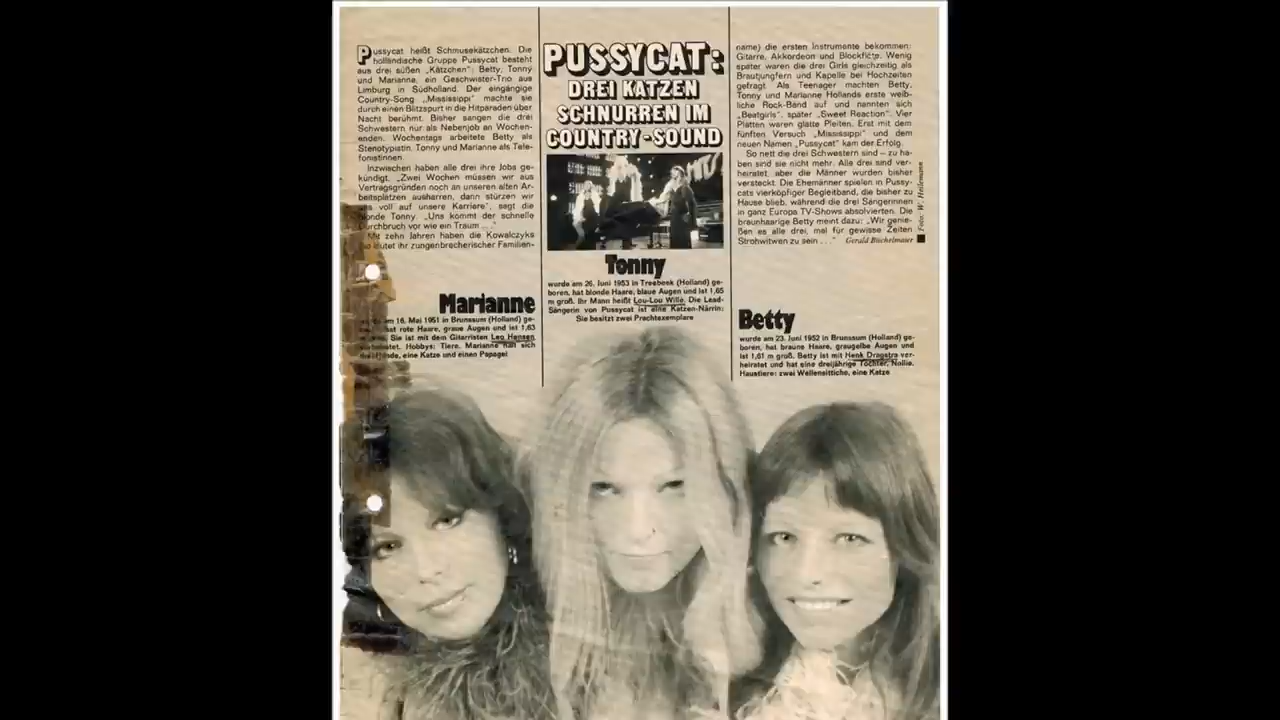 Pussycat heißt Schmusekätzchen. Die
holländische Gruppe Pussycat besteht
aus drei süßen „Kätzchen": Betty, Tonny
und Marianne, ein Geschwister-Trio aus
Limburg in Südholland. Der eingängige
Country-Song „Mississippi" machte sie
durch einen Blitzspurt in die Hitparaden über
Nacht berühmt. Bisher sangen die drei
Schwestern nur als Nebenjob an Wochen-
enden. Wochentags arbeitete Betty als
Stenotypistin, Tonny und Marianne als Tele-
fonistinnen.
Inzwischen haben alle drei ihre Jobs ge-
kündigt. „Zwei Wochen müssen wir aus
Vertragsgründen noch an unseren alten Ar-
beitsplätzen ausharren, dann stürzen wir
uns voll auf unsere Karriere", sagt die
blonde Tonny. „Uns kommt der schnelle
Durchbruch vor wie ein Traum ..."
Mit zehn Jahren haben die Kowalczyks
lautet ihr zungenbrecherischer Familien-
PUSSYCAT:
DREI KATZEN
SCHNURREN IM
COUNTRY-SOUND
HITS
name) die ersten Instrumente bekommen:
Gitarre, Akkordeon und Blockflöte. Wenig
später waren die drei Girls gleichzeitig als
Brautjungfern und Kapelle bei Hochzeiten
gefragt. Als Teenager machten Betty,
Tonny und Marianne Hollands erste weib-
liche Rock-Band auf und nannten sich
„Beatgirls", später „Sweet Reaction". Vier
Platten waren glatte Pleiten. Erst mit dem
fünften Versuch „Mississippi" und dem
neuen Namen „Pussycat" kam der Erfolg.
So nett die drei Schwestern sind – zu ha-
ben sind sie nicht mehr. Alle drei sind ver-
heiratet, aber die Männer wurden bisher
versteckt. Die Ehemänner spielen in Pussy-
cats vierköpfiger Begleitband, die bisher zu
Hause blieb, während die drei Sängerinnen
in ganz Europa TV-Shows absolvierten. Die
braunhaarige Betty meint dazu: „Wir genie-
ßen es alle drei, mal für gewisse Zeiten
Strohwitwen zu sein ..." Gerald Büchelmaier
Foto: W. Heilemann
Marianne
wurde am 16. Mai 1951 in Brunssum (Holland) ge-
hat rote Haare, graue Augen und ist 1,63
Sie ist mit dem Gitarristen Leo Hensen
verheiratet. Hobbys: Tiere. Marianne hält sich
drei Hunde, eine Katze und einen Papagei
Tonny
wurde am 26. Juni 1953 in Treebeek (Holland) ge-
boren, hat blonde Haare, blaue Augen und ist 1,65
m groß. Ihr Mann heißt Lou-Lou Wille. Die Lead-
Sängerin von Pussycat ist eine Katzen-Närrin:
Sie besitzt zwei Prachtexemplare
Betty
wurde am 23. Juni 1952 in Brunssum (Holland) ge-
boren, hat braune Haare, graugelbe Augen und
ist 1,61 m groß. Betty ist mit Henk Dragstra ver-
heiratet und hat eine dreijährige Tochter, Nollie.
Haustiere: zwei Wellensittiche, eine Katze